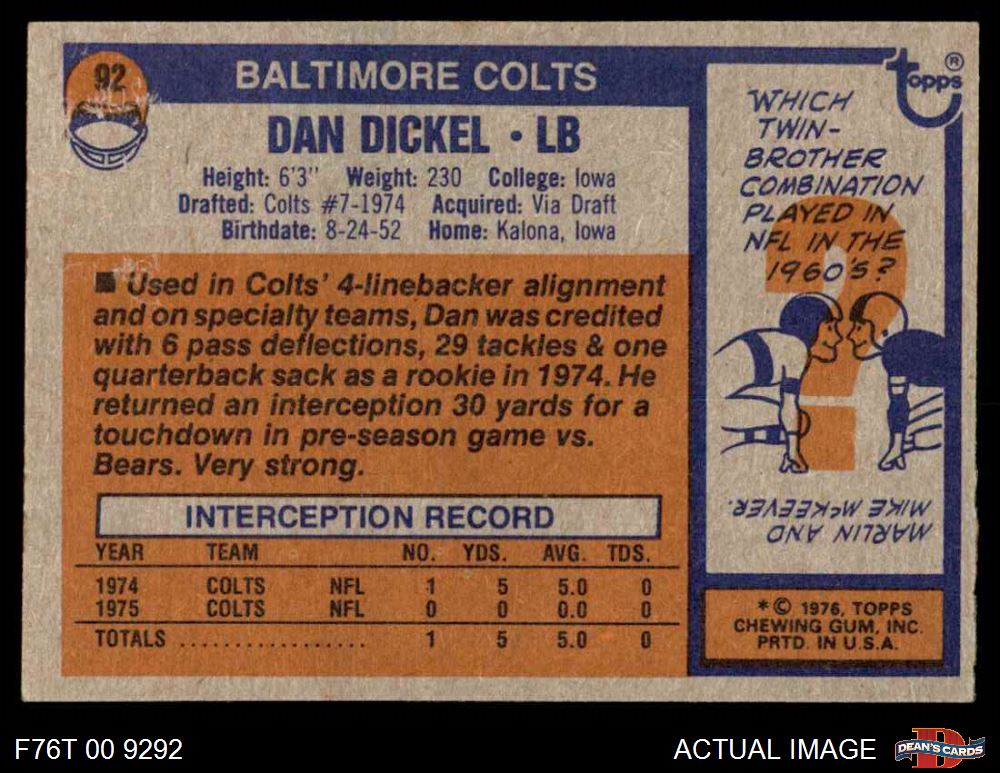 92
BALTIMORE COLTS
DAN DICKEL • LB
Height: 6'3" Weight: 230 College: Iowa
Drafted: Colts #7-1974 Acquired: Via Draft
Birthdate: 8-24-52 Home: Kalona, Iowa
■ Used in Colts' 4-linebacker alignment
and on specialty teams, Dan was credited
with 6 pass deflections, 29 tackles & one
quarterback sack as a rookie in 1974. He
returned an interception 30 yards for a
touchdown in pre-season game vs.
Bears. Very strong.
INTERCEPTION RECORD
YEAR TEAM NO. YDS. AVG. TDS.
1974 COLTS NFL 1 5 5.0 0
1975 COLTS NFL 0 0 0.0 0
TOTALS ................. 1 5 5.0 0
topps ®
WHICH
TWIN-
BROTHER
COMBINATION
PLAYED IN
NFL IN THE
1960'S?
?
MARLIN AND
MIKE McKEEVER.
* © 1976, TOPPS
CHEWING GUM, INC.
PRTD. IN U.S.A.
F76T 00 9292
ACTUAL IMAGE
D
DEAN'S CARDS